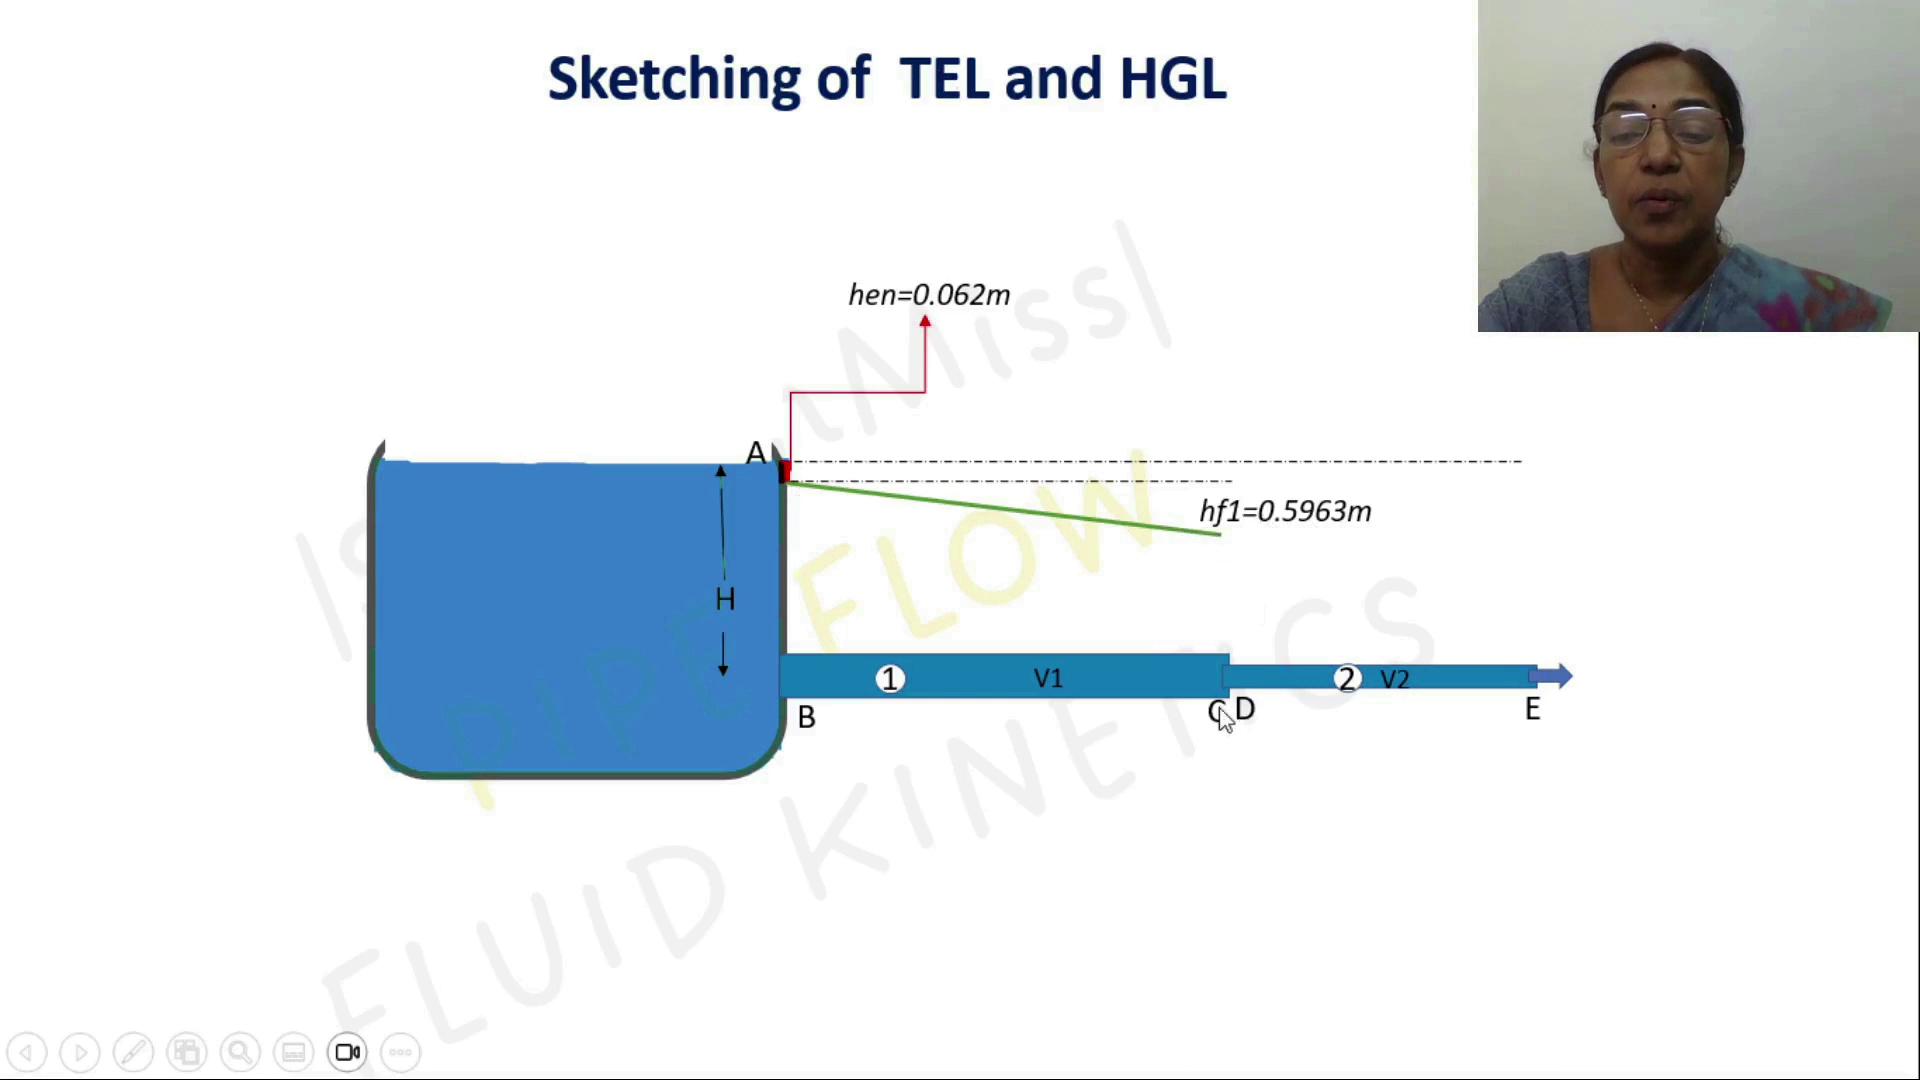 Sketching of TEL and HGL
hen=0.062m
A
hf1=0.5963m
H
1 V1
2 V2
B
C D
E
Miss|
PIPE FLOW
FLUID KINETICS